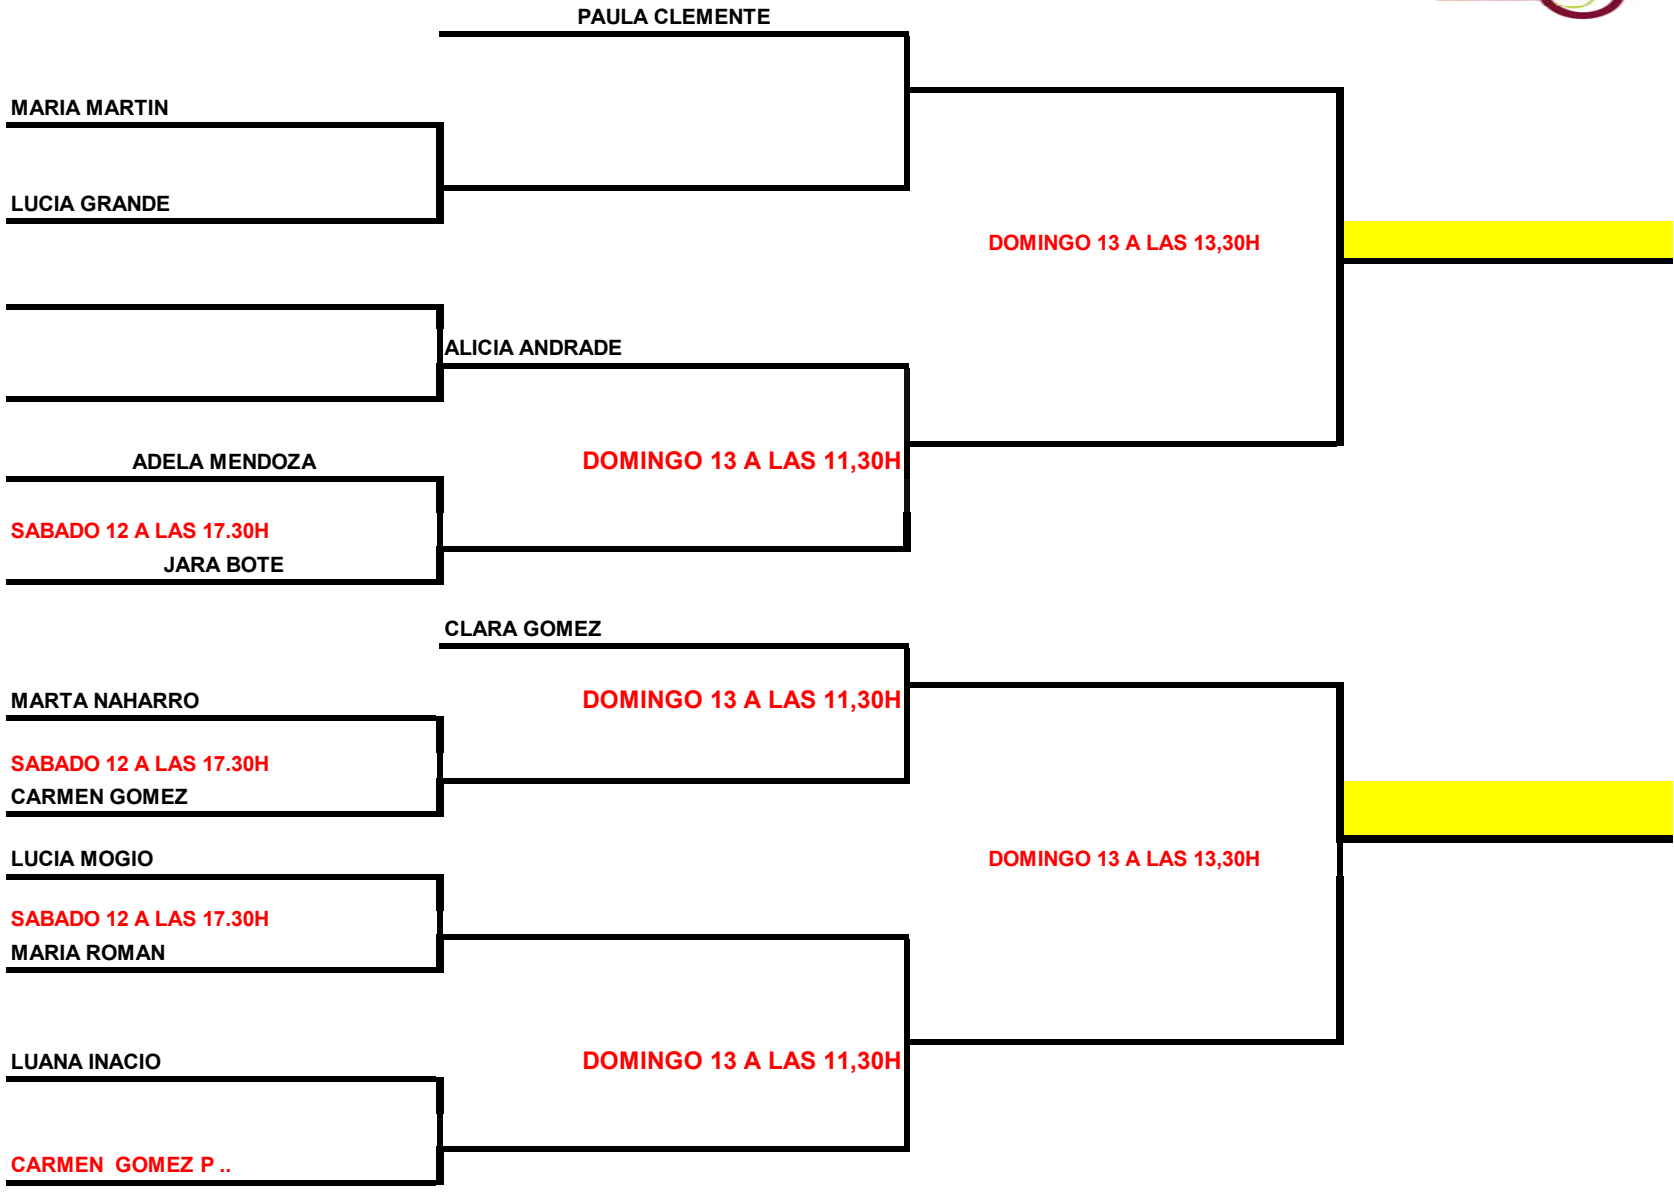 PAULA CLEMENTE
MARIA MARTIN
LUCIA GRANDE
DOMINGO 13 A LAS 13,30H
ALICIA ANDRADE
ADELA MENDOZA
DOMINGO 13 A LAS 11,30H
SABADO 12 A LAS 17.30H
JARA BOTE
CLARA GOMEZ
MARTA NAHARRO
DOMINGO 13 A LAS 11,30H
SABADO 12 A LAS 17.30H
CARMEN GOMEZ
LUCIA MOGIO
DOMINGO 13 A LAS 13,30H
SABADO 12 A LAS 17.30H
MARIA ROMAN
LUANA INACIO
DOMINGO 13 A LAS 11,30H
CARMEN  GOMEZ P ..